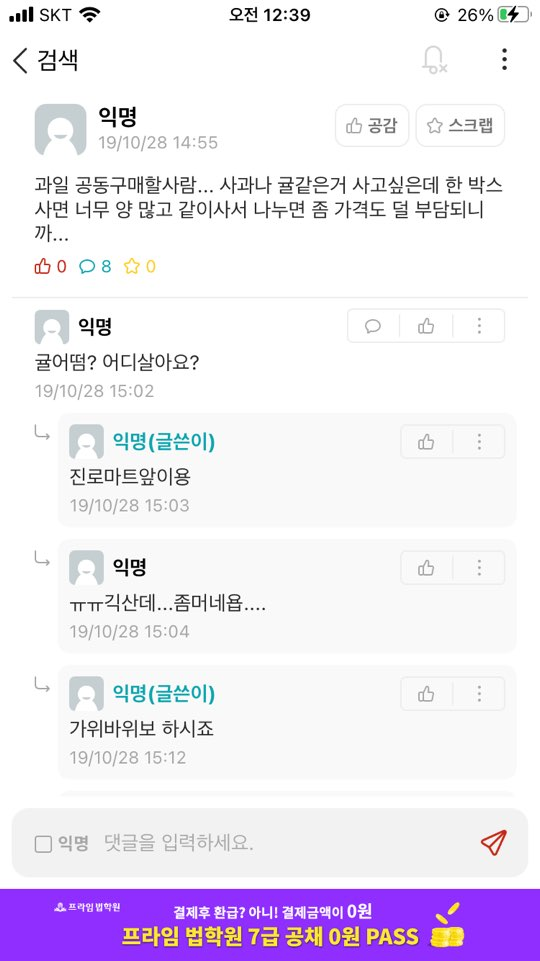 SKT 오전 12:39 26%
검색
익명
19/10/28 14:55
공감 스크랩
과일 공동구매할사람... 사과나 귤같은거 사고싶은데 한 박스
사면 너무 양 많고 같이사서 나누면 좀 가격도 덜 부담되니
까...
0 8 0
익명
귤어떰? 어디살아요?
19/10/28 15:02
익명(글쓴이)
진로마트앞이용
19/10/28 15:03
익명
ㅠㅠ긱산데...좀머네욥....
19/10/28 15:04
익명(글쓴이)
가위바위보 하시죠
19/10/28 15:12
익명 댓글을 입력하세요.
프라임법학원
결제후 환급? 아니! 결제금액이 0원
프라임 법학원 7급 공채 0원 PASS